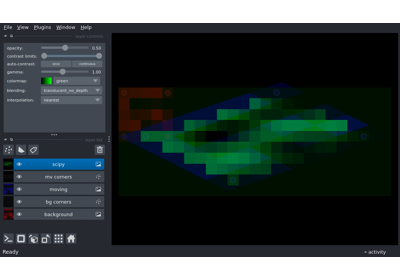 File View Plugins Window Help
opacity: 0.50
contrast limits:
auto-contrast: once continuous
gamma: 1.00
colormap: green
blending: translucent_no_depth
interpolation: nearest
scipy
mv corners
moving
bg corners
background
Ready
activity